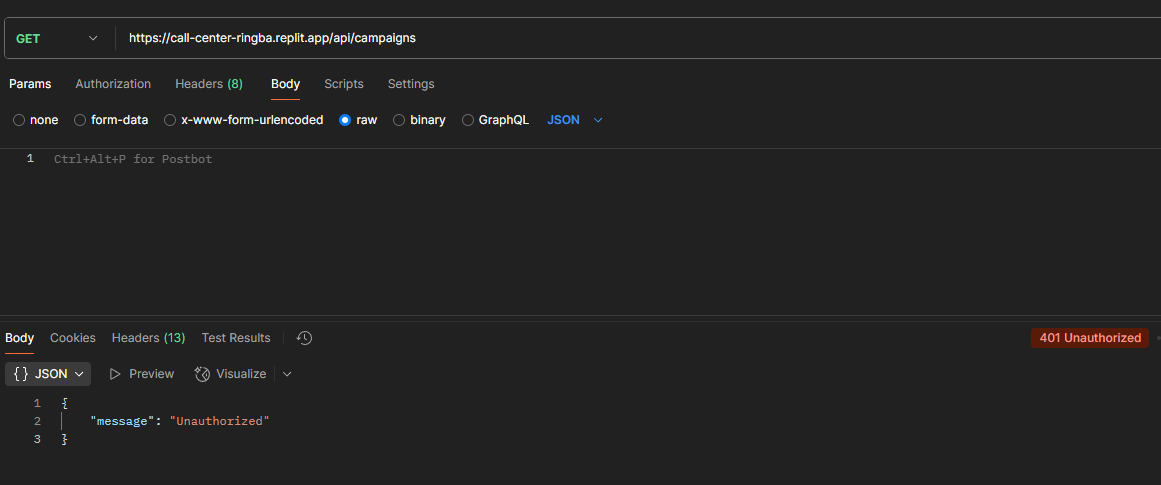 GET https://call-center-ringba.replit.app/api/campaigns
Params Authorization Headers (8) Body Scripts Settings
none form-data x-www-form-urlencoded raw binary GraphQL JSON
1 Ctrl+Alt+P for Postbot
Body Cookies Headers (13) Test Results 401 Unauthorized
{} JSON Preview Visualize
1 {
2 "message": "Unauthorized"
3 }